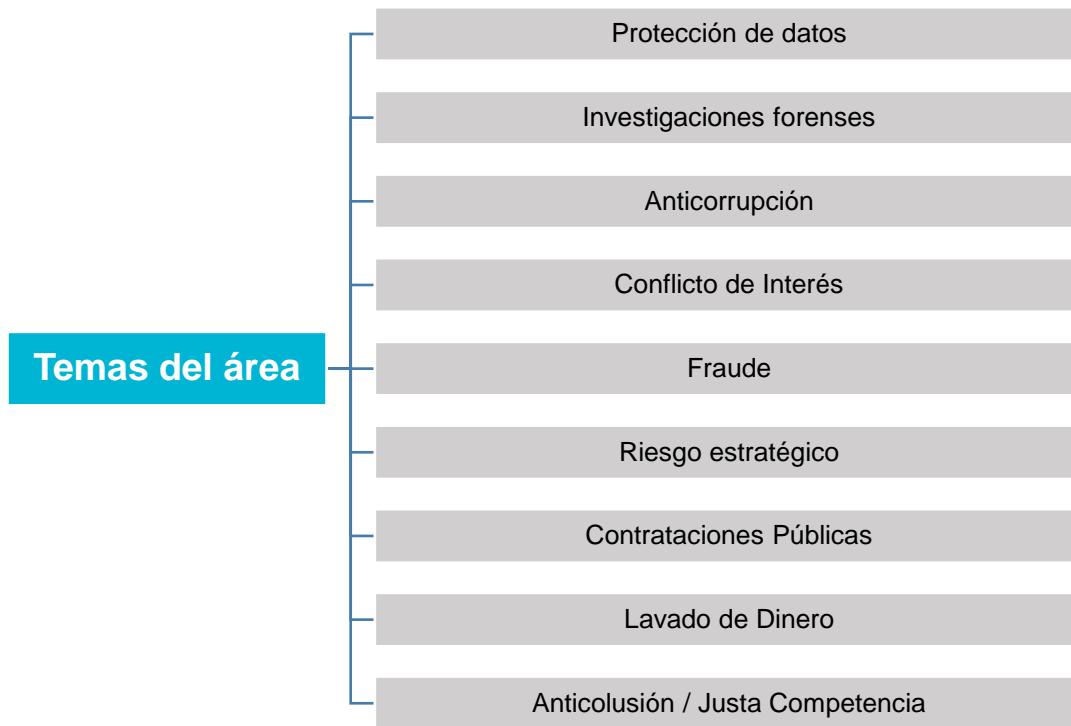 Protección de datos
Investigaciones forenses
Anticorrupción
Conflicto de Interés
Temas del área
Fraude
Riesgo estratégico
Contrataciones Públicas
Lavado de Dinero
Anticolusión / Justa Competencia